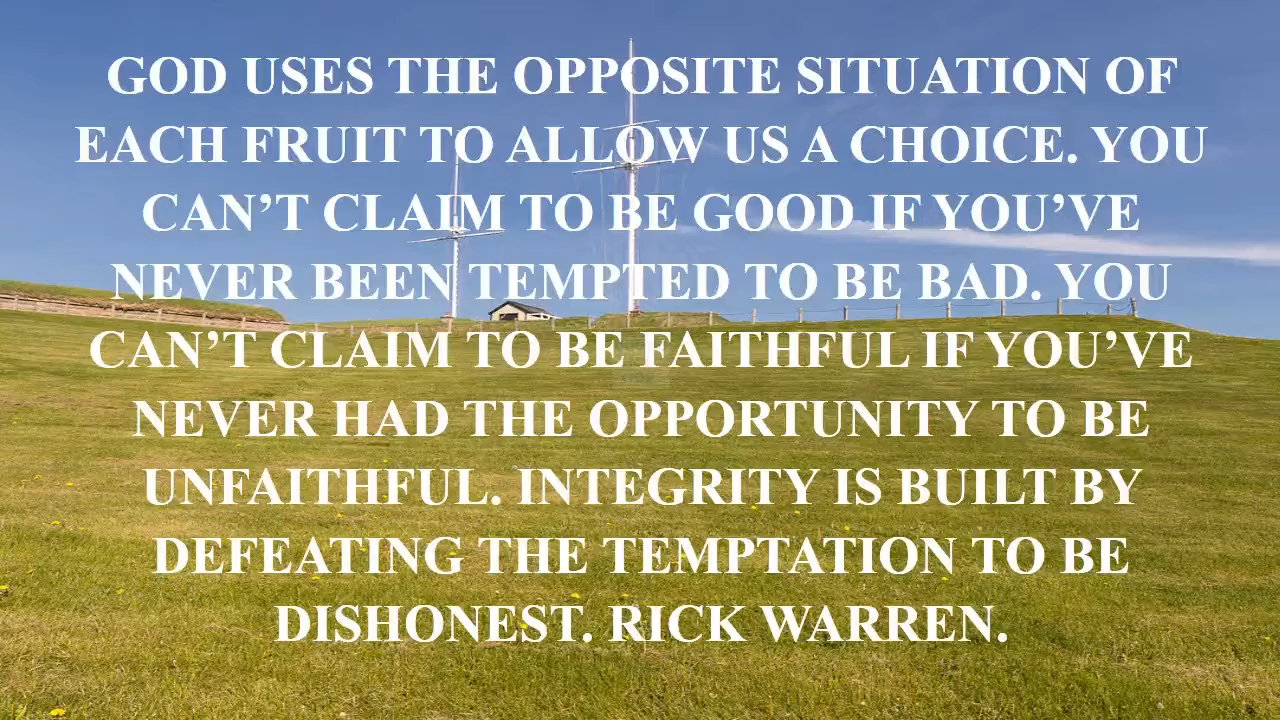 GOD USES THE OPPOSITE SITUATION OF
EACH FRUIT TO ALLOW US A CHOICE. YOU
CAN’T CLAIM TO BE GOOD IF YOU’VE
NEVER BEEN TEMPTED TO BE BAD. YOU
CAN’T CLAIM TO BE FAITHFUL IF YOU’VE
NEVER HAD THE OPPORTUNITY TO BE
UNFAITHFUL. INTEGRITY IS BUILT BY
DEFEATING THE TEMPTATION TO BE
DISHONEST. RICK WARREN.